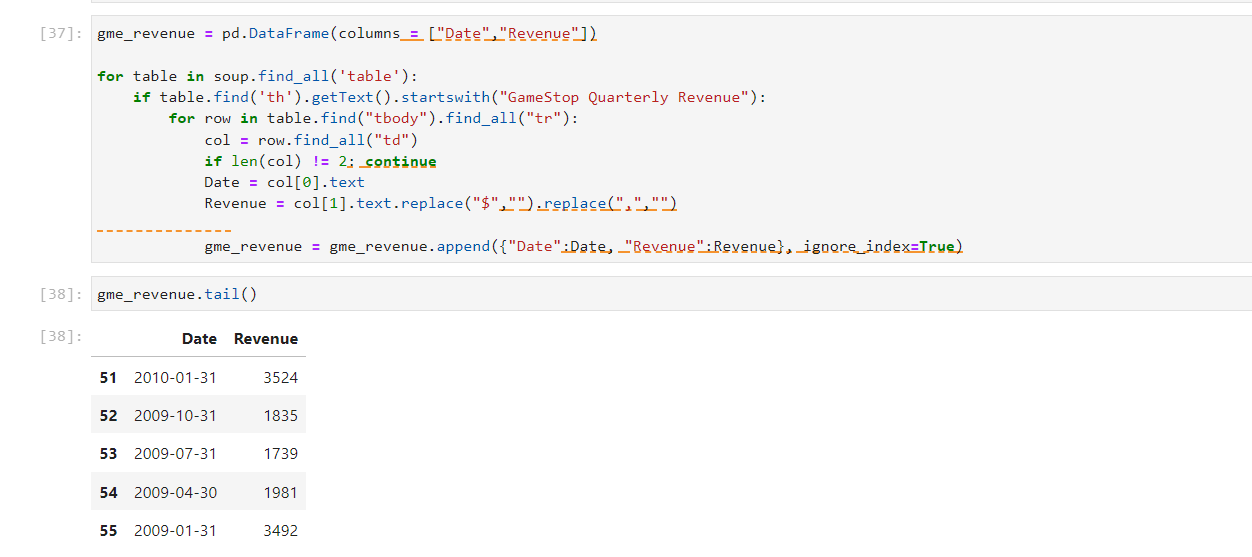 [37]: gme_revenue = pd.DataFrame(columns = ["Date","Revenue"])
for table in soup.find_all('table'):
if table.find('th').getText().startswith("GameStop Quarterly Revenue"):
for row in table.find("tbody").find_all("tr"):
col = row.find_all("td")
if len(col) != 2: continue
Date = col[0].text
Revenue = col[1].text.replace("$","").replace(",","")
gme_revenue = gme_revenue.append({"Date":Date, "Revenue":Revenue}, ignore_index=True)
[38]: gme_revenue.tail()
[38]: Date Revenue
51 2010-01-31 3524
52 2009-10-31 1835
53 2009-07-31 1739
54 2009-04-30 1981
55 2009-01-31 3492